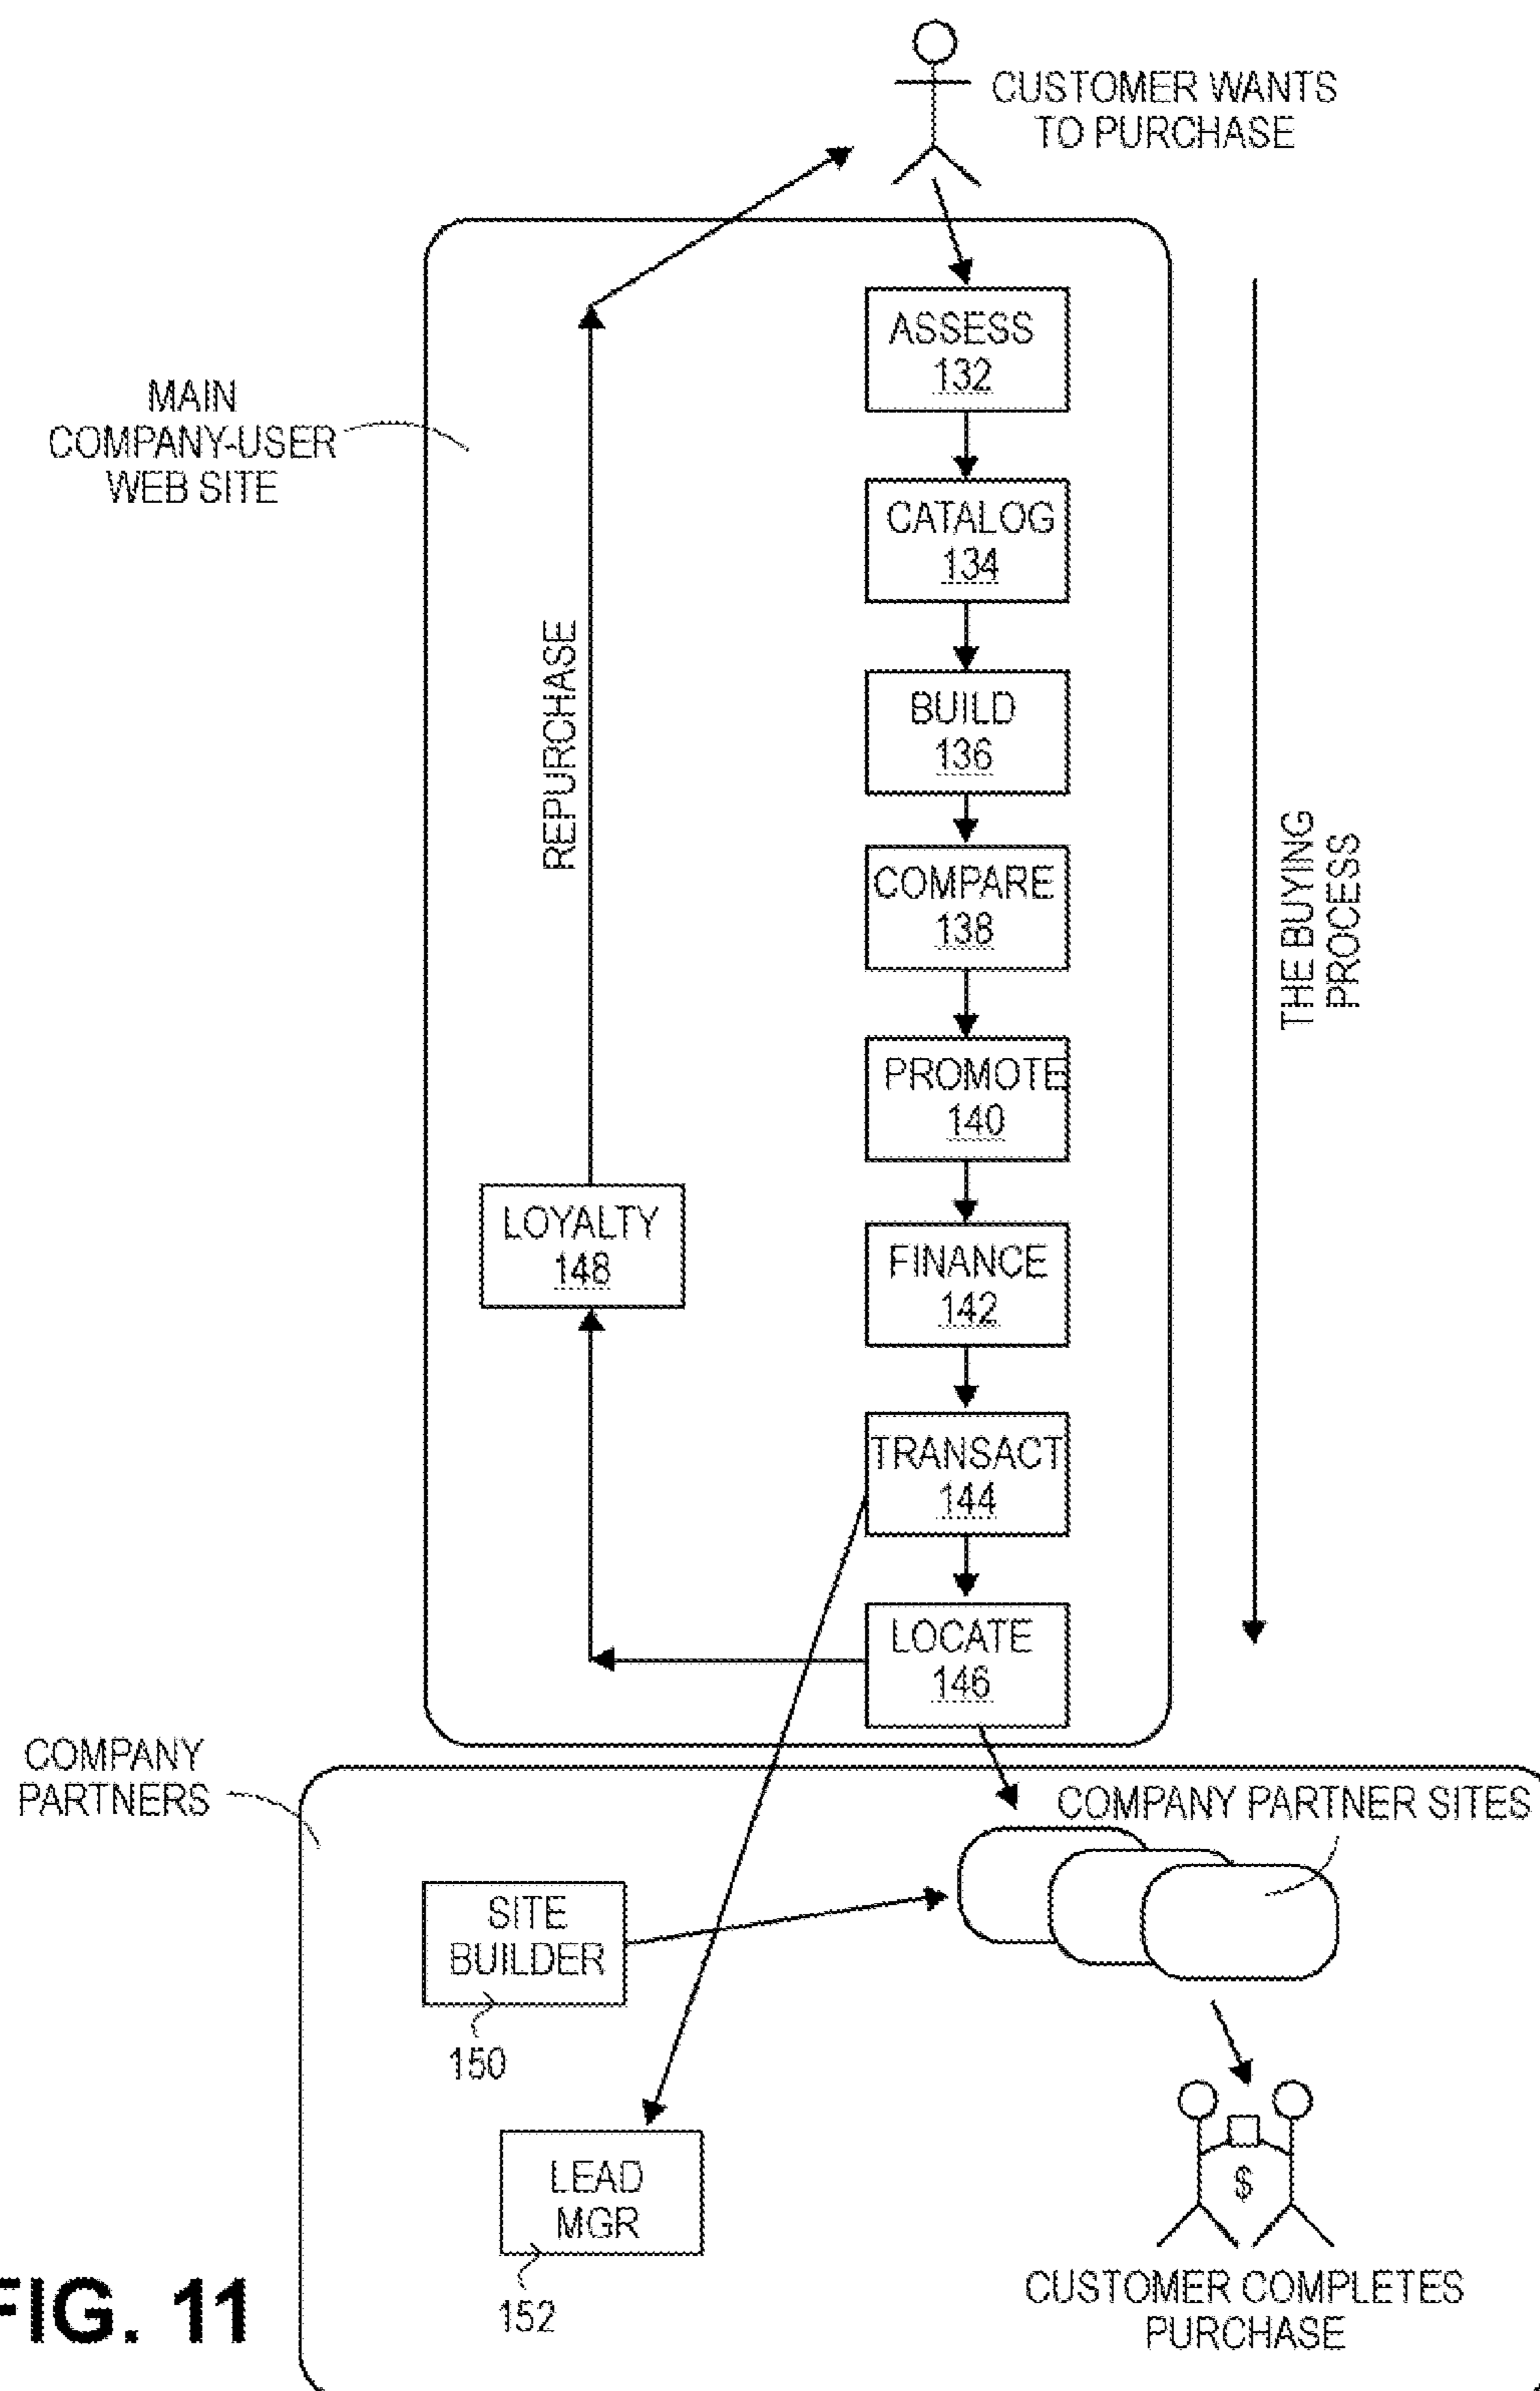 CUSTOMER WANTS
TO PURCHASE
MAIN
COMPANY-USER
WEB SITE
ASSESS
132
CATALOG
134
BUILD
136
COMPARE
138
PROMOTE
140
FINANCE
142
TRANSACT
144
LOCATE
146
REPURCHASE
LOYALTY
148
THE BUYING
PROCESS
COMPANY
PARTNERS
COMPANY PARTNER SITES
SITE
BUILDER
150
LEAD
MGR
152
$
CUSTOMER COMPLETES
PURCHASE
FIG. 11